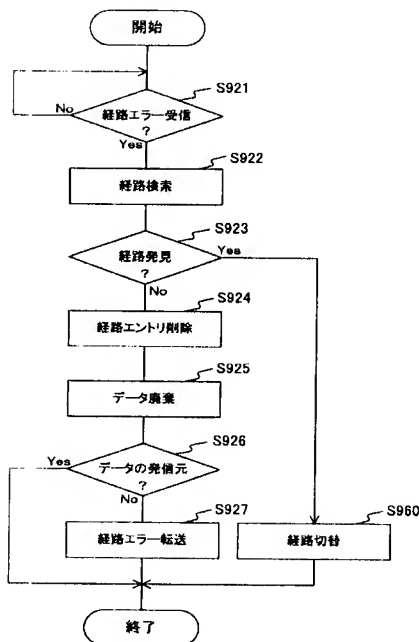 開始
S921
No
経路エラー受信
?
Yes
S922
経路検索
S923
経路発見
Yes
?
No
S924
経路エントリ削除
S925
データ廃棄
S926
Yes
データの発信元
?
No
S927
S960
経路エラー転送
経路切替
終了